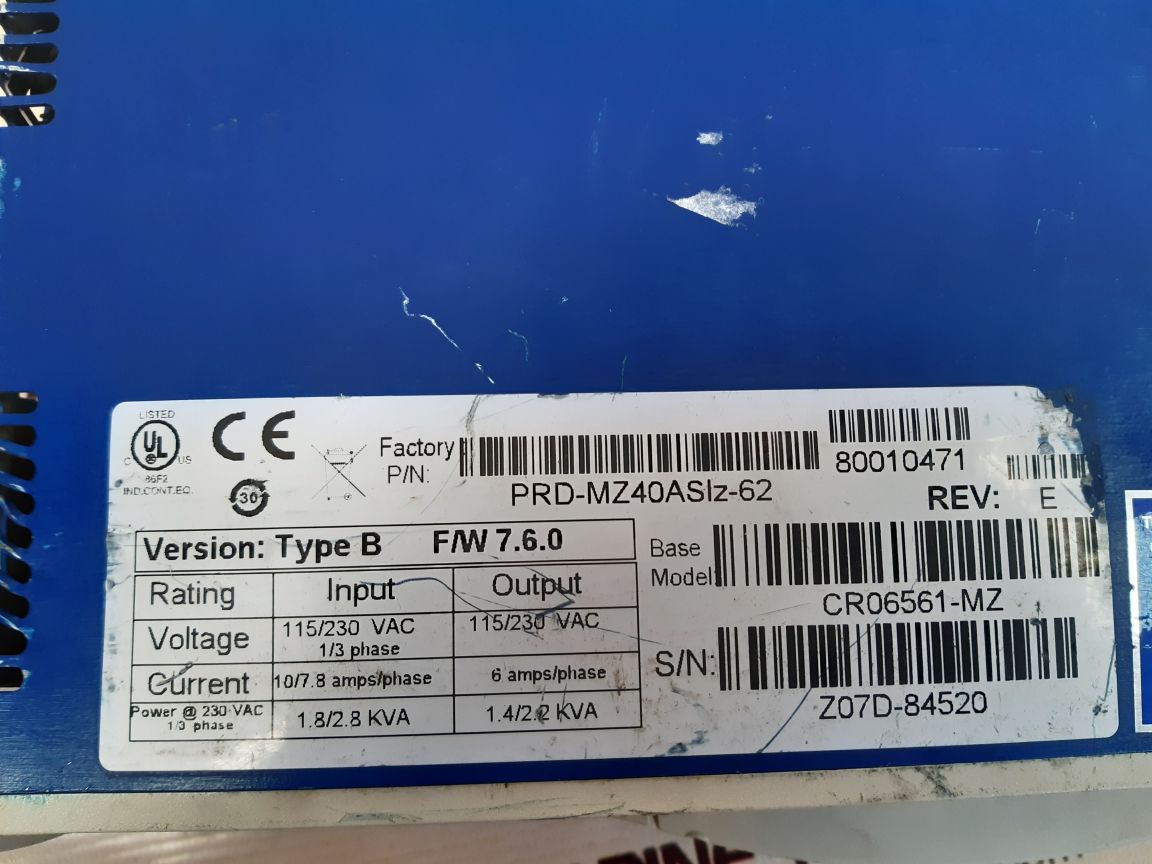 LISTED
UL
C US
86F2
IND.CONT.EQ.
CE
30
Factory
P/N:
PRD-MZ40ASIz-62
80010471
REV: E
Version: Type B F/W 7.6.0
Rating Input Output
Voltage 115/230 VAC 115/230 VAC
1/3 phase
Current 10/7.8 amps/phase 6 amps/phase
Power @ 230 VAC 1.8/2.8 KVA 1.4/2.2 KVA
1/3 phase
Base
Model:
CR06561-MZ
S/N:
Z07D-84520